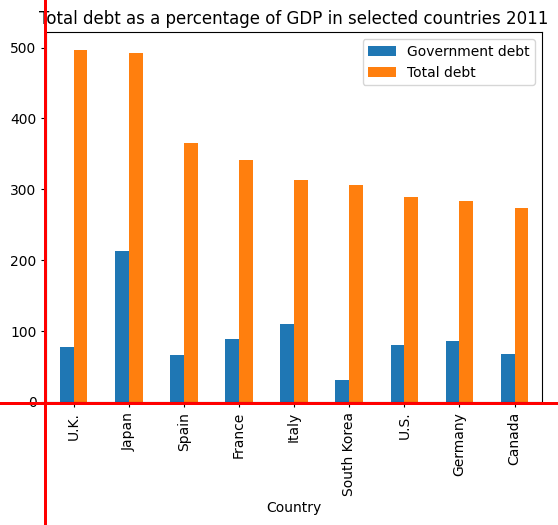 Total debt as a percentage of GDP in selected countries 2011
Government debt
Total debt
500
400
300
200
100
0
U.K.
Japan
Spain
France
Italy
South Korea
U.S.
Germany
Canada
Country